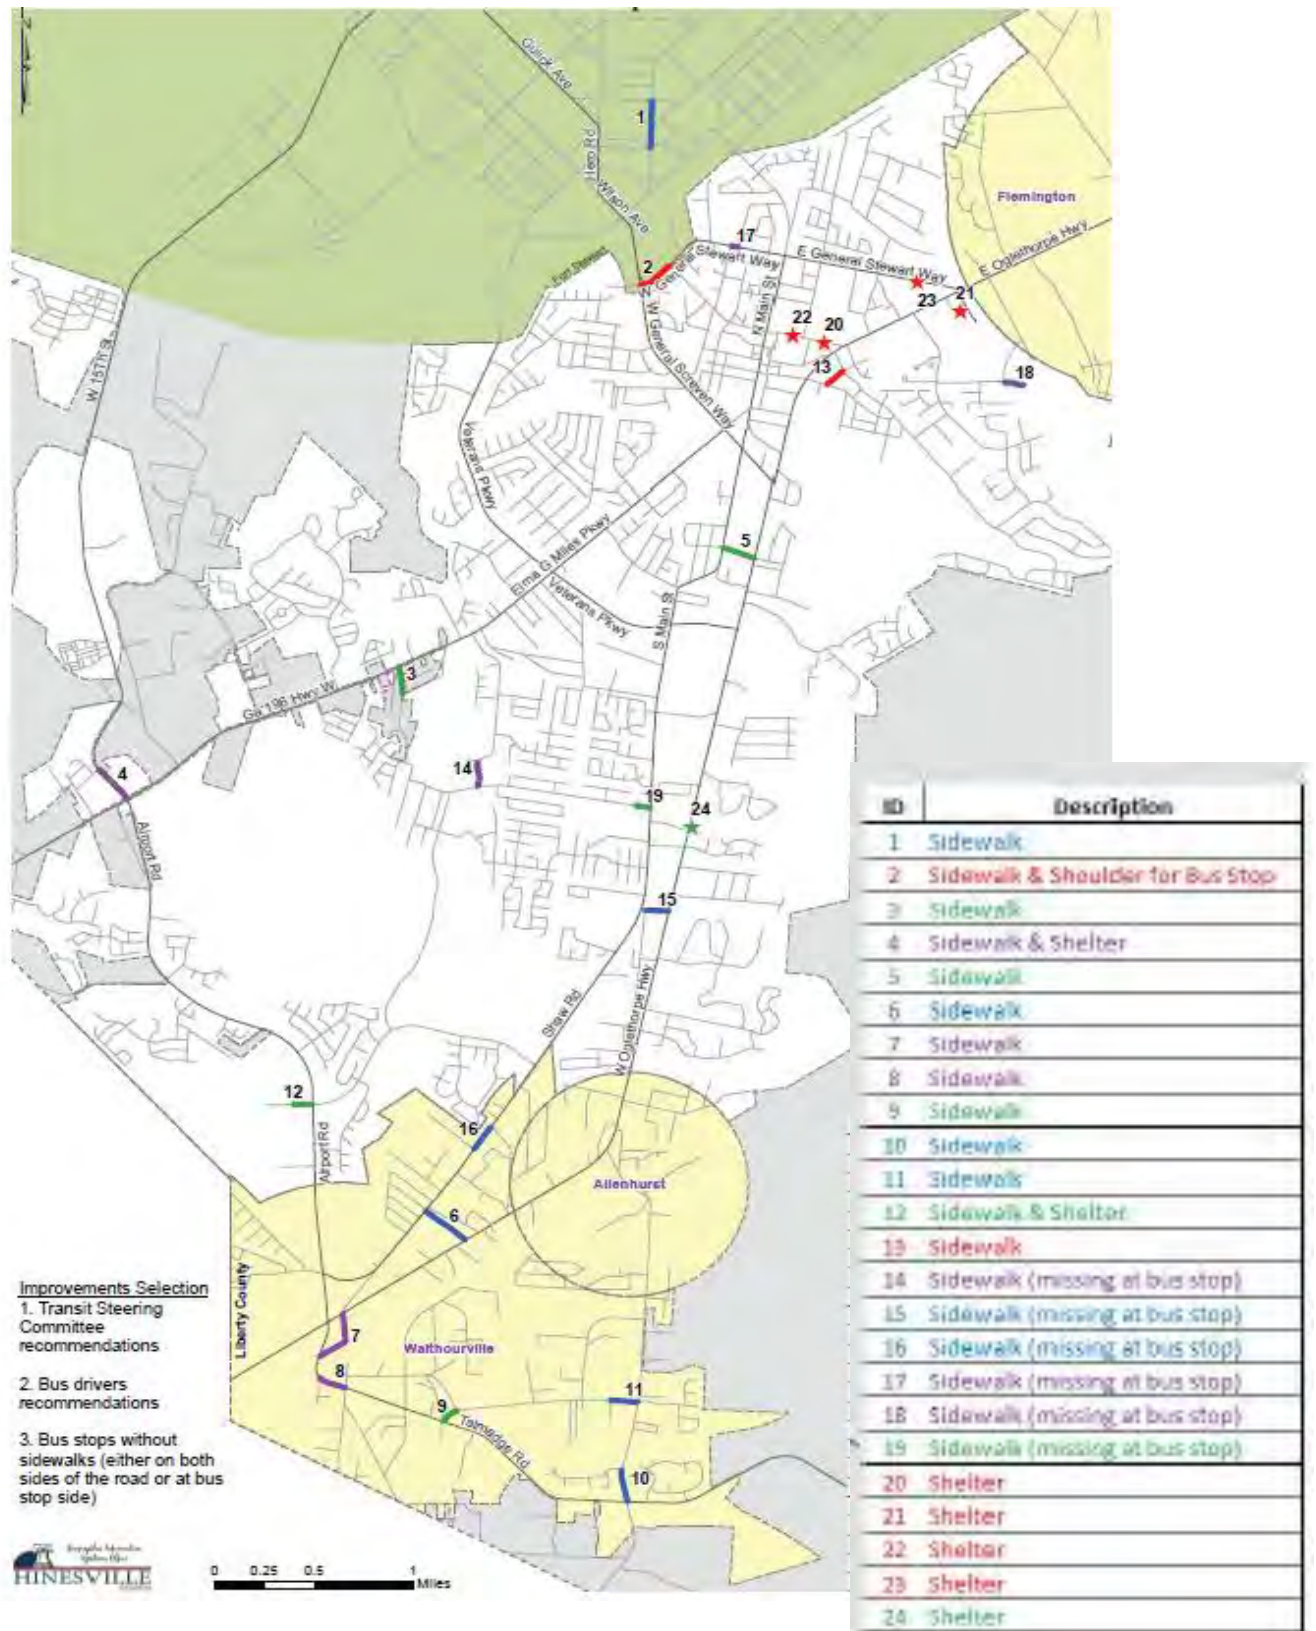 Gulick Ave
1
Hero Rd
Wilson Ave
Flemington
17
E Oglethorpe Hwy
2
W General Stewart Way
E General Stewart Way
Fort Stewart
23
21
N Main St
22
20
W General Screven Way
13
18
W 15TH St
Veterans Pkwy
5
Elma G Miles Pkwy
Veterans Pkwy
S Main St
3
Ga 196 Hwy W
4
14
19
24
Airport Rd
15
Shaw Rd
W Oglethorpe Hwy
12
16
Airport Rd
Allenhurst
6
Liberty County
7
Walthourville
8
9
11
Talmadge Rd
10
Improvements Selection
1. Transit Steering
Committee
recommendations
2. Bus drivers
recommendations
3. Bus stops without
sidewalks (either on both
sides of the road or at bus
stop side)
HINESVILLE
0 0.25 0.5 1
Miles
ID Description
1 Sidewalk
2 Sidewalk & Shoulder for Bus Stop
3 Sidewalk
4 Sidewalk & Shelter
5 Sidewalk
6 Sidewalk
7 Sidewalk
8 Sidewalk
9 Sidewalk
10 Sidewalk
11 Sidewalk
12 Sidewalk & Shelter
13 Sidewalk
14 Sidewalk (missing at bus stop)
15 Sidewalk (missing at bus stop)
16 Sidewalk (missing at bus stop)
17 Sidewalk (missing at bus stop)
18 Sidewalk (missing at bus stop)
19 Sidewalk (missing at bus stop)
20 Shelter
21 Shelter
22 Shelter
23 Shelter
24 Shelter